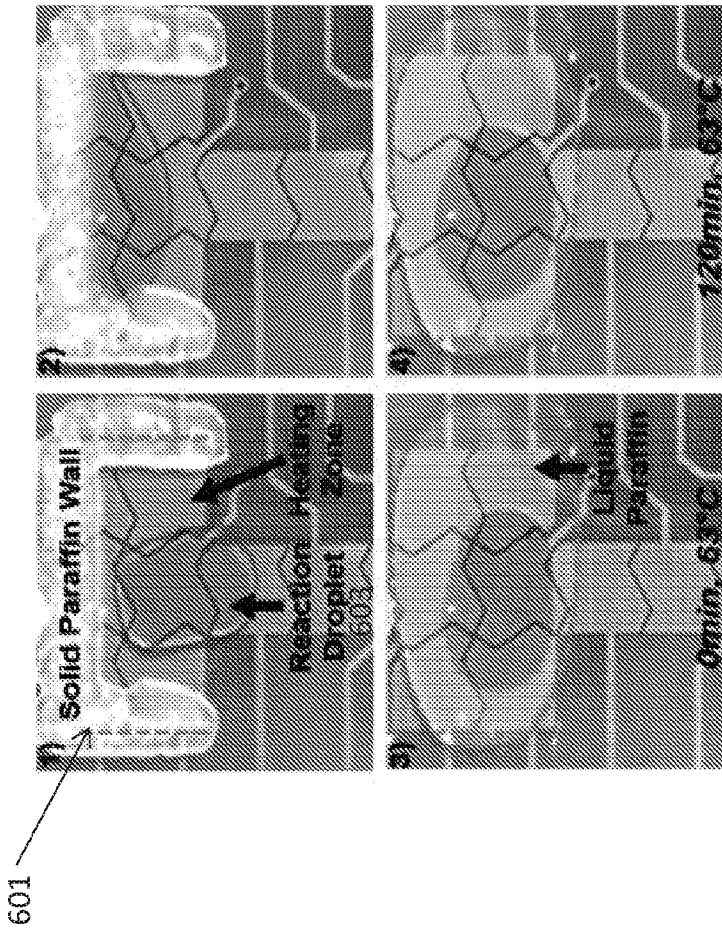 601
1)
Solid Paraffin Wall
Reaction
Droplet
603
Heating
Zone
2)
3)
Liquid
Paraffin
0min, 63°C
4)
120min, 63°C